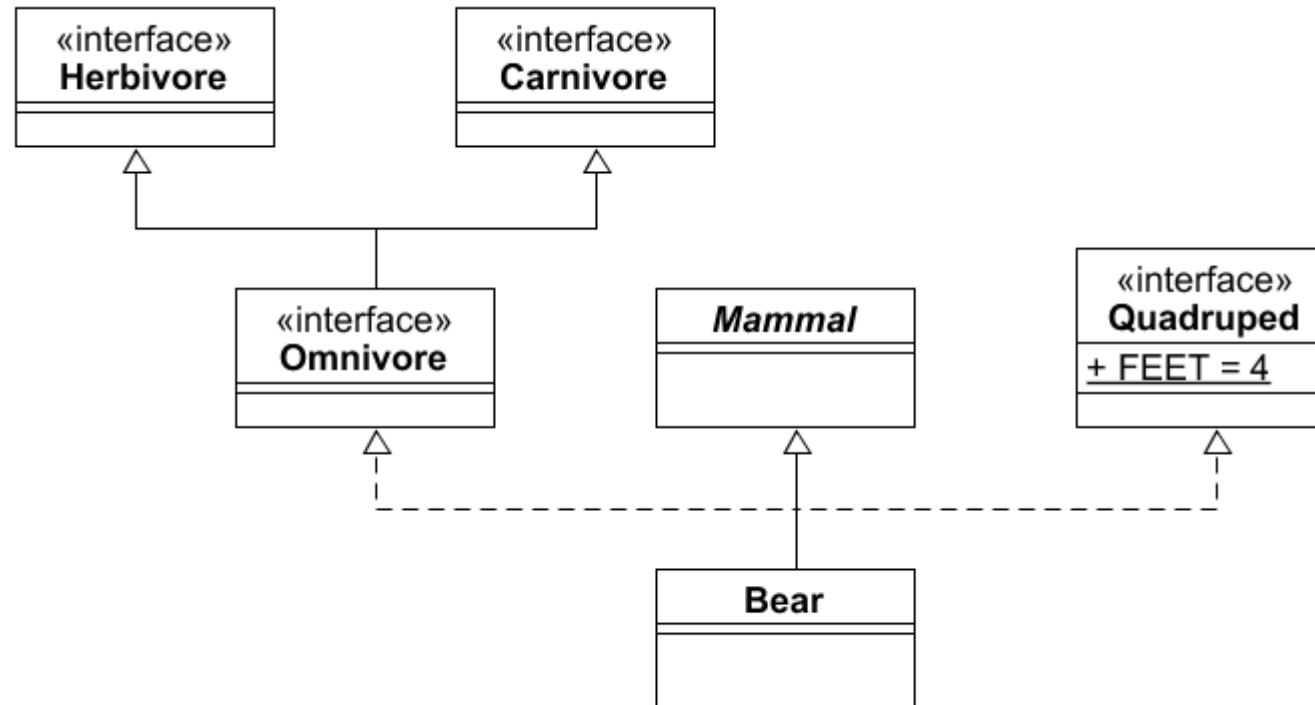 «interface»
Herbivore
«interface»
Carnivore
«interface»
Omnivore
Mammal
«interface»
Quadruped
+ FEET = 4
Bear